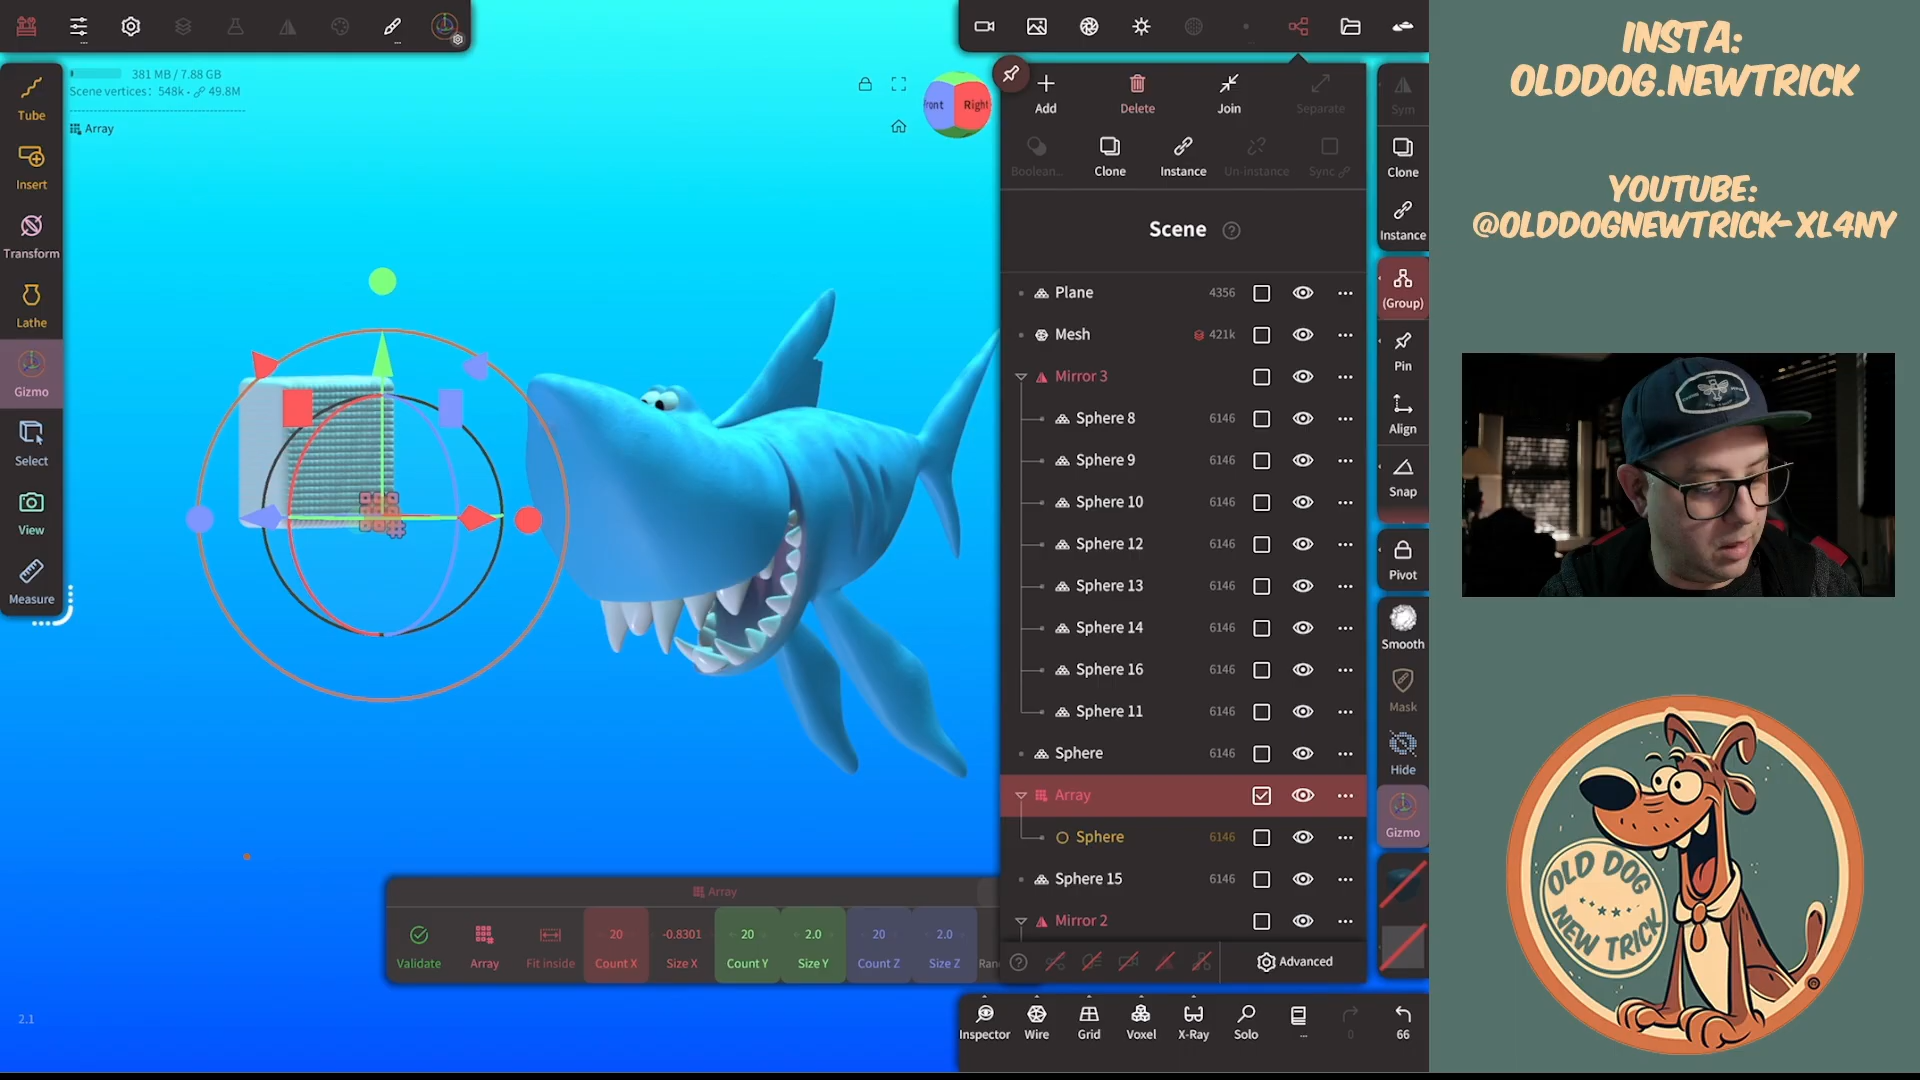 381 MB / 7.88 GB
Scene vertices: 548k • 49.8M
Array
Tube
Insert
Transform
Lathe
Gizmo
Select
View
Measure
2.1
ront
Right
Add
Delete
Join
Separate
Boolean..
Clone
Instance
Un-instance
Sync
Scene
Plane 4356
Mesh 421k
Mirror 3
Sphere 8 6146
Sphere 9 6146
Sphere 10 6146
Sphere 12 6146
Sphere 13 6146
Sphere 14 6146
Sphere 16 6146
Sphere 11 6146
Sphere 6146
Array
Sphere 6146
Sphere 15 6146
Mirror 2
Advanced
Sym
Clone
Instance
(Group)
Pin
Align
Snap
Pivot
Smooth
Mask
Hide
Gizmo
Array
Validate
Array
Fit inside
20 Count X
-0.8301 Size X
20 Count Y
2.0 Size Y
20 Count Z
2.0 Size Z
Ran
Inspector
Wire
Grid
Voxel
X-Ray
Solo
...
0
66
INSTA:
OLDDOG.NEWTRICK
YOUTUBE:
@OLDDOGNEWTRICK-XL4NY
OLD DOG
NEW TRICK